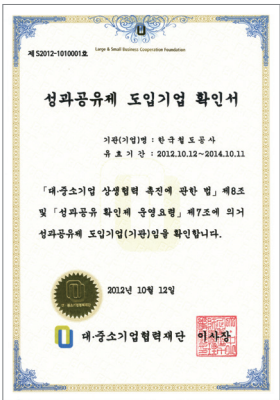 제S2012-1010001호
Large & Small Business Cooperation Foundation
성과공유제 도입기업 확인서
기관(기업)명 : 한국철도공사
유효기간 : 2012.10.12~2014.10.11
「대·중소기업 상생협력 촉진에 관한 법」제8조
및 「성과공유 확인제 운영요령」제7조에 의거
성과공유제 도입기업(기관)임을 확인합니다.
2012년 10월 12일
대·중소기업협력재단 이사장